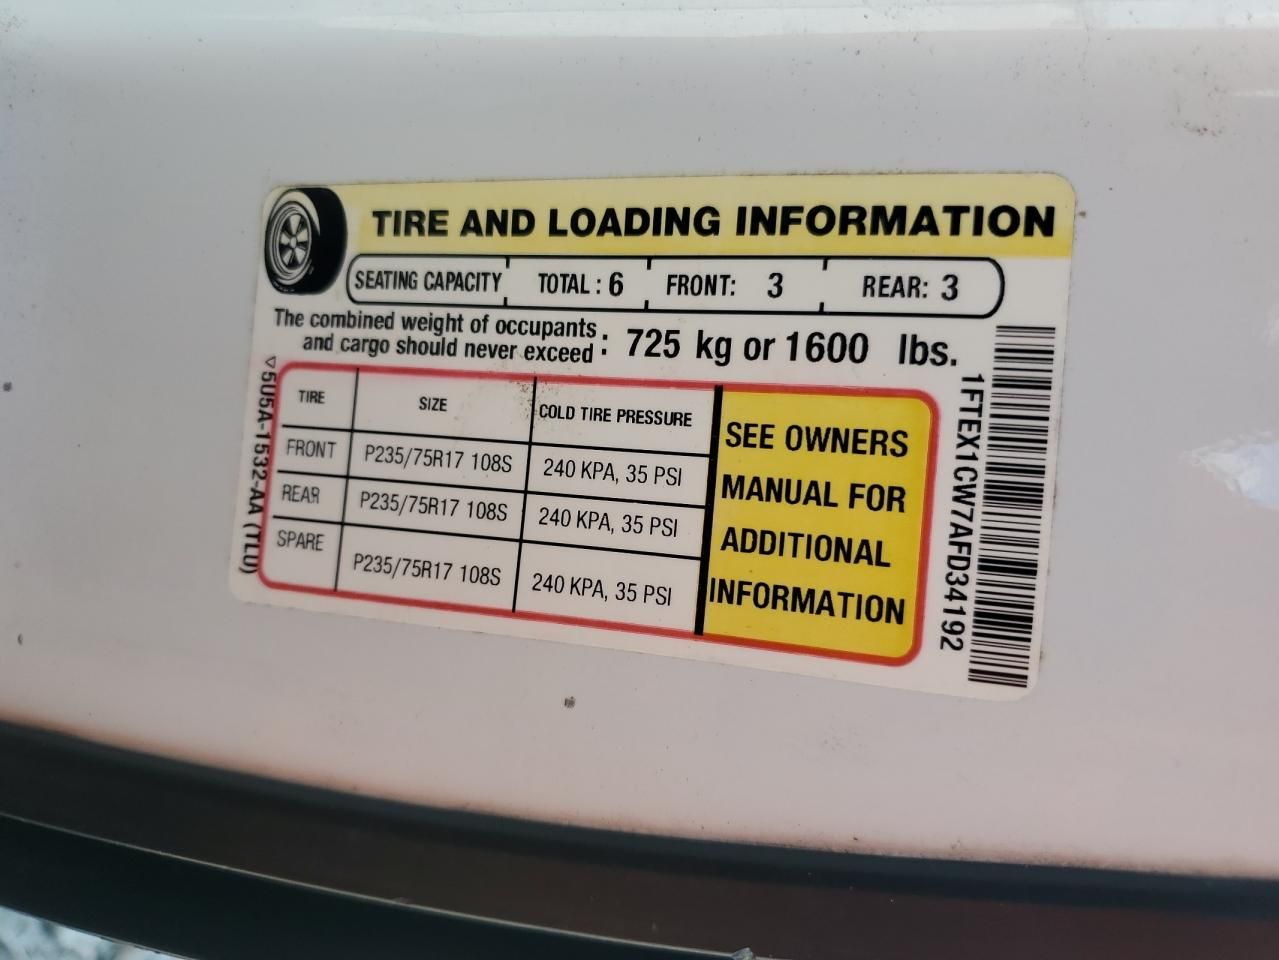 TIRE AND LOADING INFORMATION
SEATING CAPACITY TOTAL : 6 FRONT: 3 REAR: 3
The combined weight of occupants
and cargo should never exceed : 725 kg or 1600 lbs.
TIRE SIZE COLD TIRE PRESSURE
FRONT P235/75R17 108S 240 KPA, 35 PSI
REAR P235/75R17 108S 240 KPA, 35 PSI
SPARE P235/75R17 108S 240 KPA, 35 PSI
SEE OWNERS
MANUAL FOR
ADDITIONAL
INFORMATION
5U5A-1532-AA (TLU)
1FTEX1CW7AFD34192